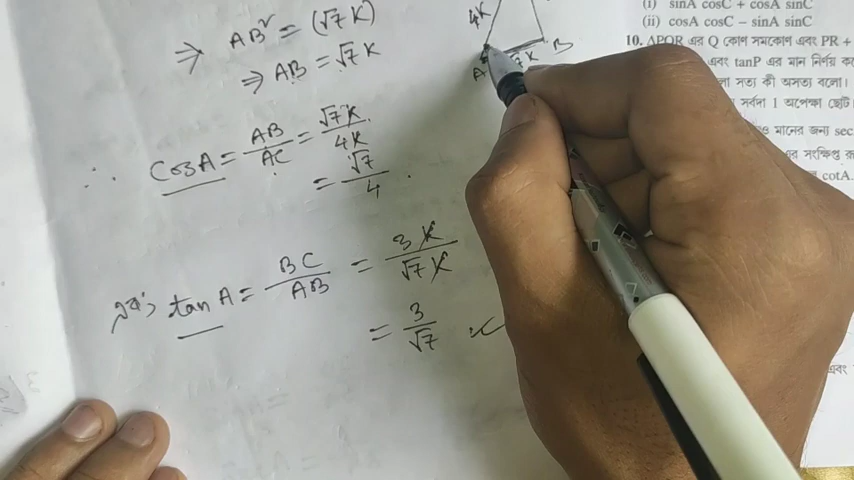 ⇒ AB² = (√7 K)
⇒ AB = √7 K
∴ CosA = AB/AC = √7K/4K
= √7/4 .
এবং tan A = BC/AB = 3K/√7K
= 3/√7
4K
A
B
(i) sinA cosC + cosA sinC
(ii) cosA cosC − sinA sinC
10. ΔPQR এর Q কোণ সমকোণ এবং PR +
এবং tanP এর মান নির্ণয় কর
সত্য কী অসত্য বলো।
সর্বদা 1 অপেক্ষা ছোট।
মানের জন্য sec
সংক্ষিপ্ত
cotA.